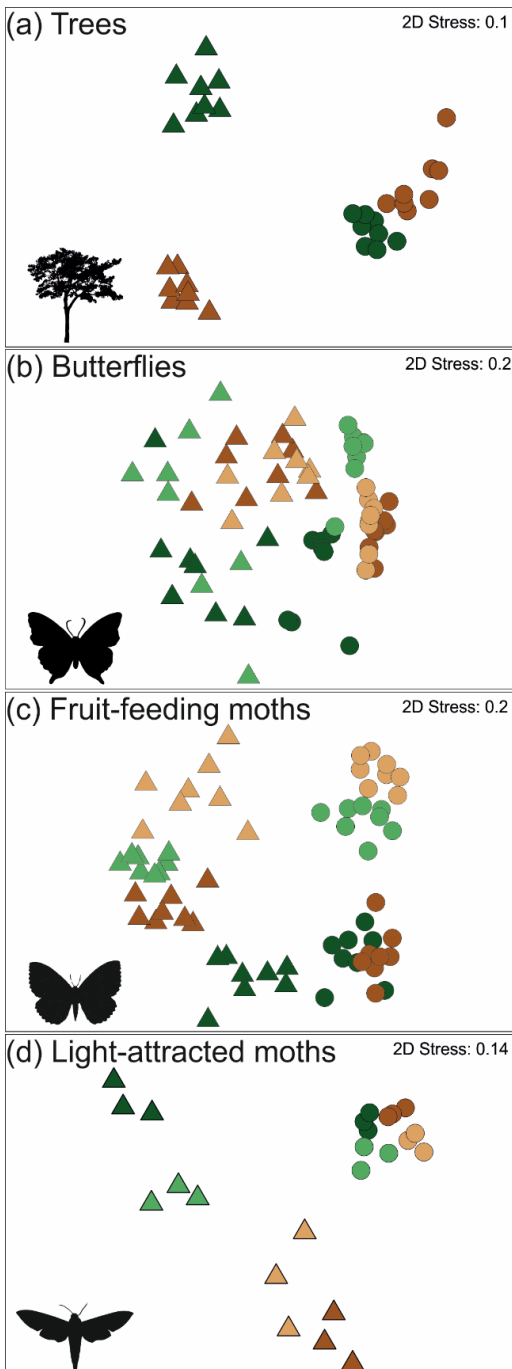 (a) Trees 2D Stress: 0.1
(b) Butterflies 2D Stress: 0.2
(c) Fruit-feeding moths 2D Stress: 0.2
(d) Light-attracted moths 2D Stress: 0.14